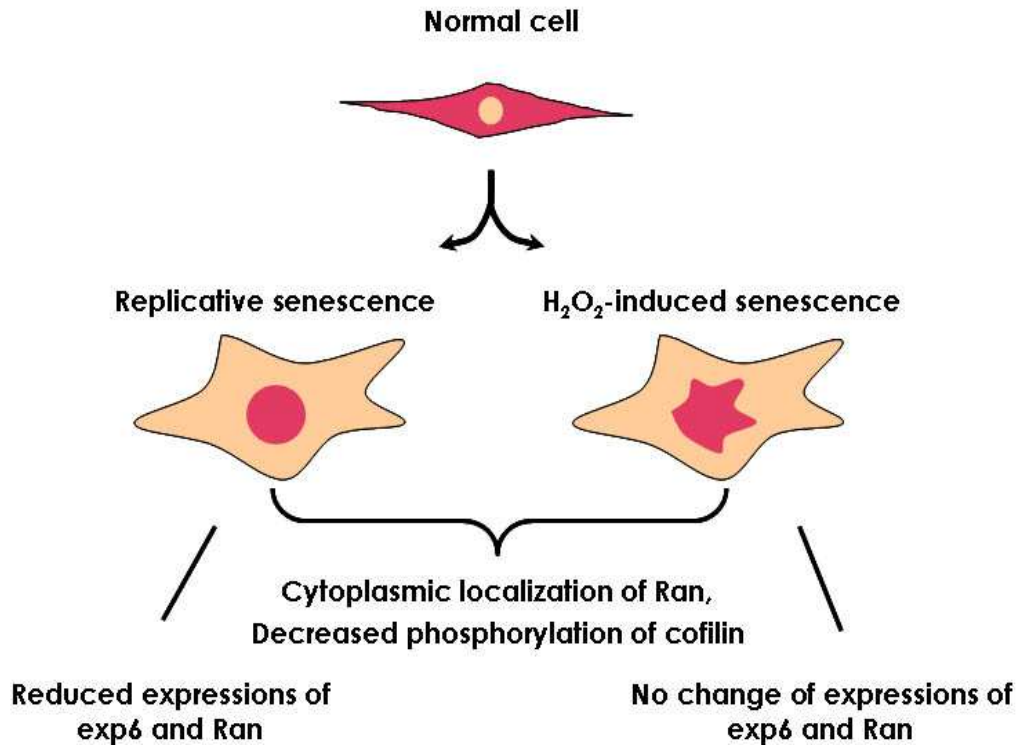 Normal cell
Replicative senescence
H₂O₂-induced senescence
Cytoplasmic localization of Ran,
Decreased phosphorylation of cofilin
Reduced expressions of
exp6 and Ran
No change of expressions of
exp6 and Ran